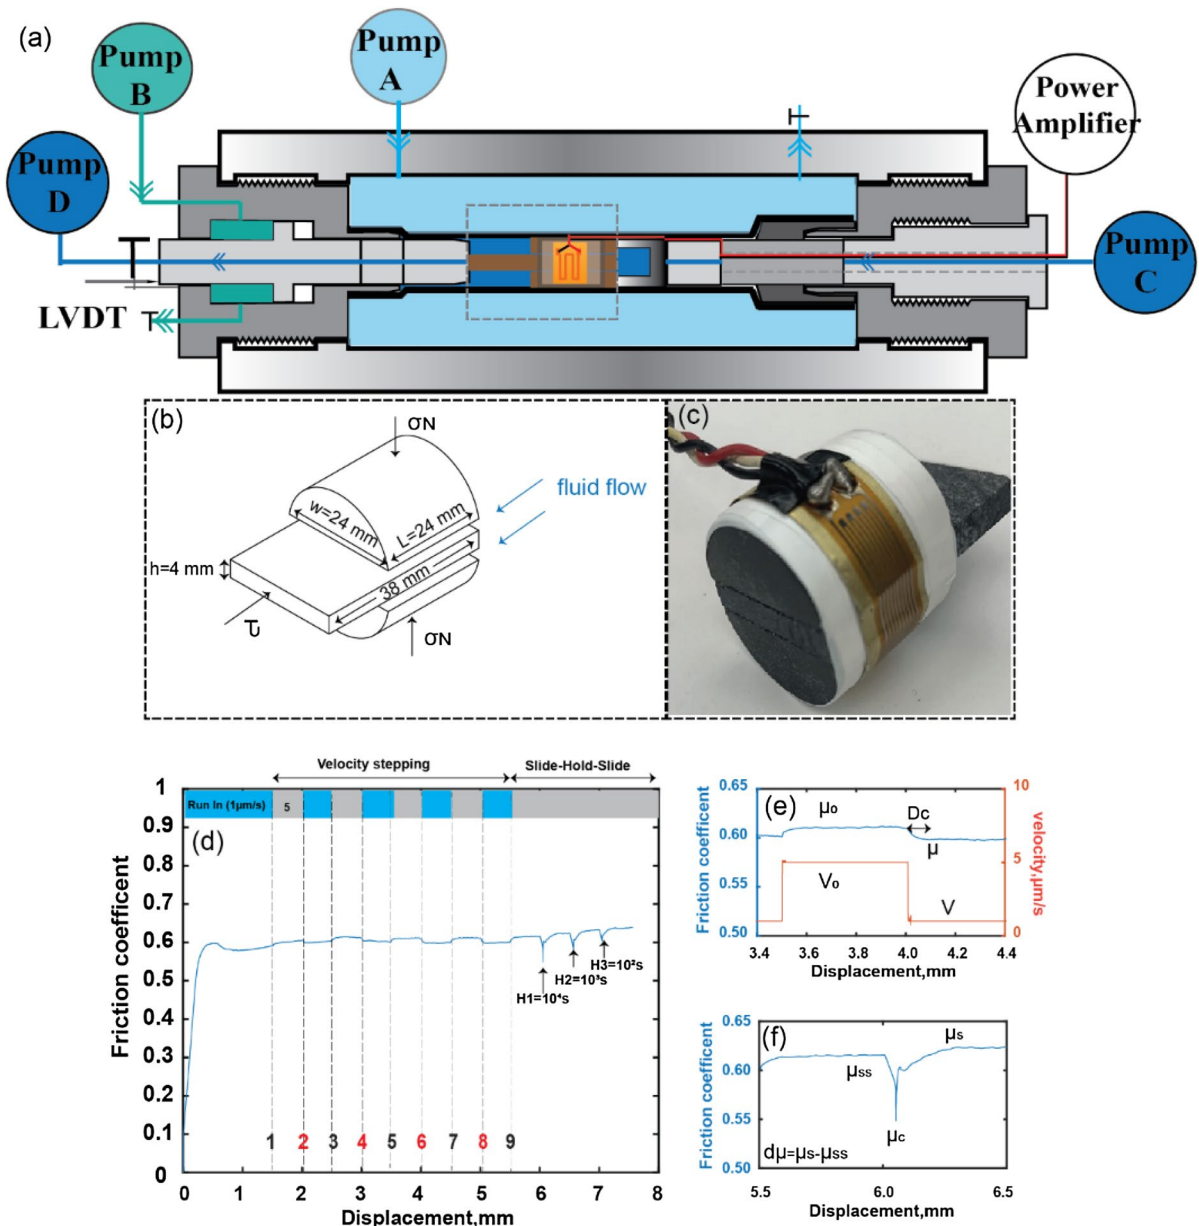 (a)
Pump
B
Pump
A
Power
Amplifier
Pump
D
Pump
C
LVDT
(b)
σN
fluid flow
w=24 mm
L=24 mm
h=4 mm
38 mm
τ
σN
(c)
Velocity stepping
Slide-Hold-Slide
Run In (1μm/s)
5
(d)
1
0.9
0.8
0.7
0.6
0.5
0.4
0.3
0.2
0.1
0
Friction coefficent
H1=10⁴s
H2=10³s
H3=10²s
1
2
3
4
5
6
7
8
9
0
1
2
3
4
5
6
7
8
Displacement,mm
(e)
0.65
0.60
0.55
0.50
Friction coefficent
μ₀
Dc
μ
V₀
V
10
5
0
velocity,μm/s
3.4
3.6
3.8
4.0
4.2
4.4
Displacement,mm
(f)
0.65
0.60
0.55
0.50
Friction coefficent
μs
μss
μc
dμ=μs-μss
5.5
6.0
6.5
Displacement,mm